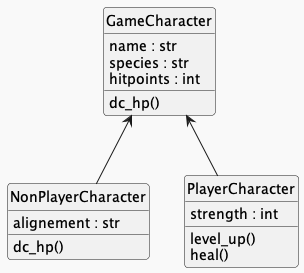 GameCharacter
name : str
species : str
hitpoints : int
dc_hp()
NonPlayerCharacter
alignement : str
dc_hp()
PlayerCharacter
strength : int
level_up()
heal()